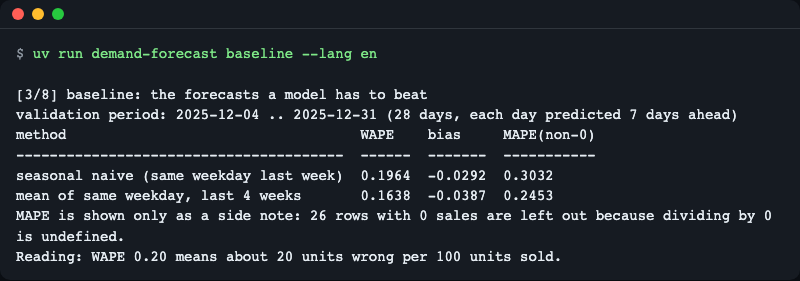 $ uv run demand-forecast baseline --lang en
[3/8] baseline: the forecasts a model has to beat
validation period: 2025-12-04 .. 2025-12-31 (28 days, each day predicted 7 days ahead)
method                                   WAPE    bias     MAPE(non-0)
---------------------------------------  ------  -------  -----------
seasonal naive (same weekday last week)  0.1964  -0.0292  0.3032
mean of same weekday, last 4 weeks       0.1638  -0.0387  0.2453
MAPE is shown only as a side note: 26 rows with 0 sales are left out because dividing by 0
is undefined.
Reading: WAPE 0.20 means about 20 units wrong per 100 units sold.